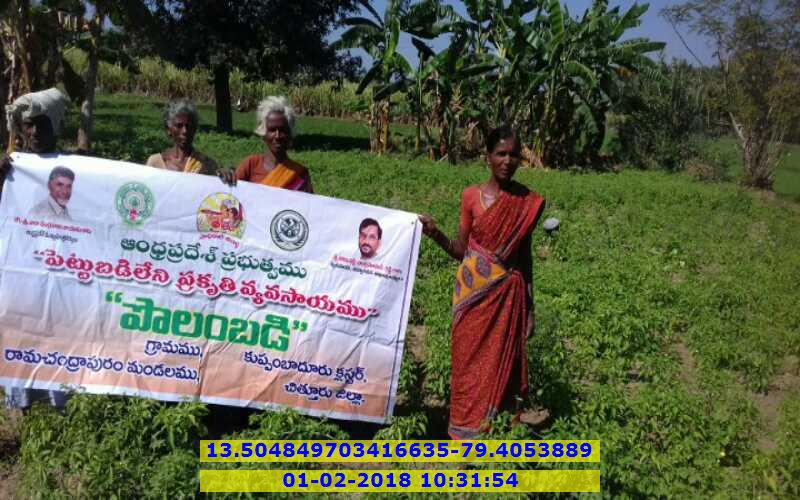 ఆంధ్రప్రదేశ్ ప్రభుత్వము
"పెట్టుబడిలేని ప్రకృతి వ్యవసాయము"
"పొలంబడి"
గ్రామము,
కుప్పంబాదూరు క్లస్టర్,
రామచంద్రాపురం మండలము,
చిత్తూరు జిల్లా.
13.504849703416635-79.4053889
01-02-2018 10:31:54